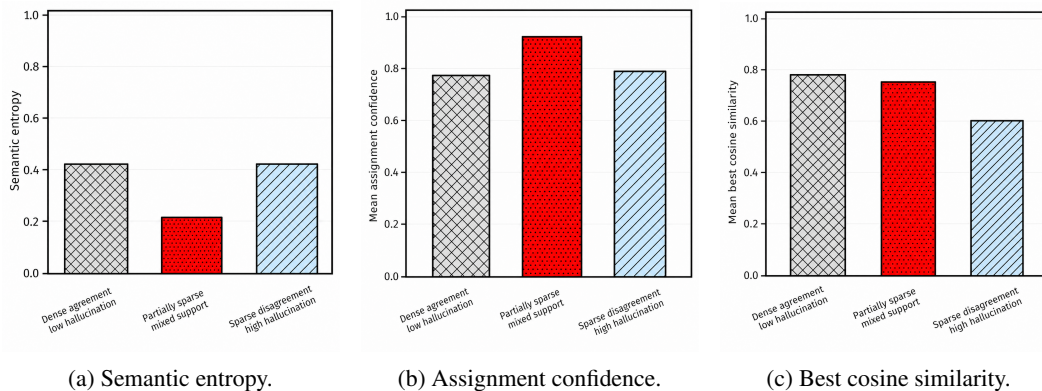 Semantic entropy
1.0
0.8
0.6
0.4
0.2
0.0
Dense agreement
low hallucination
Partially sparse
mixed support
Sparse disagreement
high hallucination
(a) Semantic entropy.
Mean assignment confidence
1.0
0.8
0.6
0.4
0.2
0.0
Dense agreement
low hallucination
Partially sparse
mixed support
Sparse disagreement
high hallucination
(b) Assignment confidence.
Mean best cosine similarity
1.0
0.8
0.6
0.4
0.2
0.0
Dense agreement
low hallucination
Partially sparse
mixed support
Sparse disagreement
high hallucination
(c) Best cosine similarity.